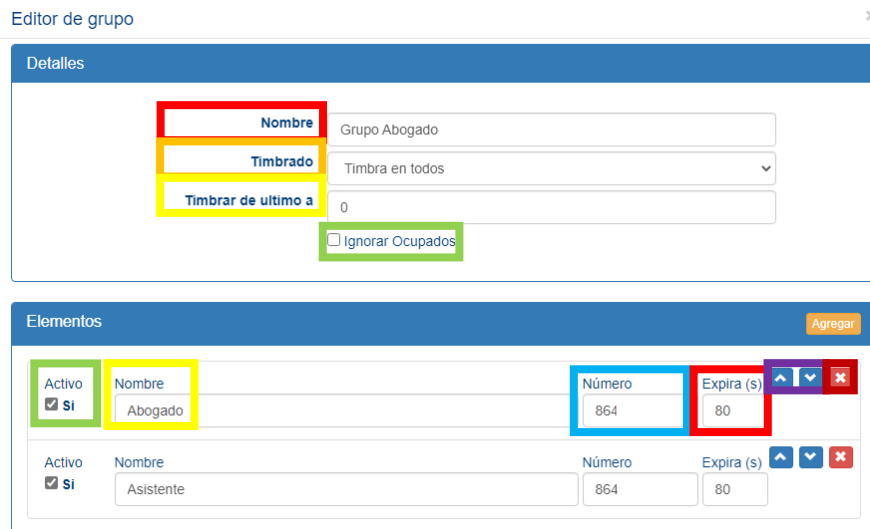 Editor de grupo
Detalles
Nombre
Grupo Abogado
Timbrado
Timbra en todos
Timbrar de ultimo a
0
Ignorar Ocupados
Elementos Agregar
Activo Nombre Número Expira (s)
Si Abogado 864 80
Activo Nombre Número Expira (s)
Si Asistente 864 80